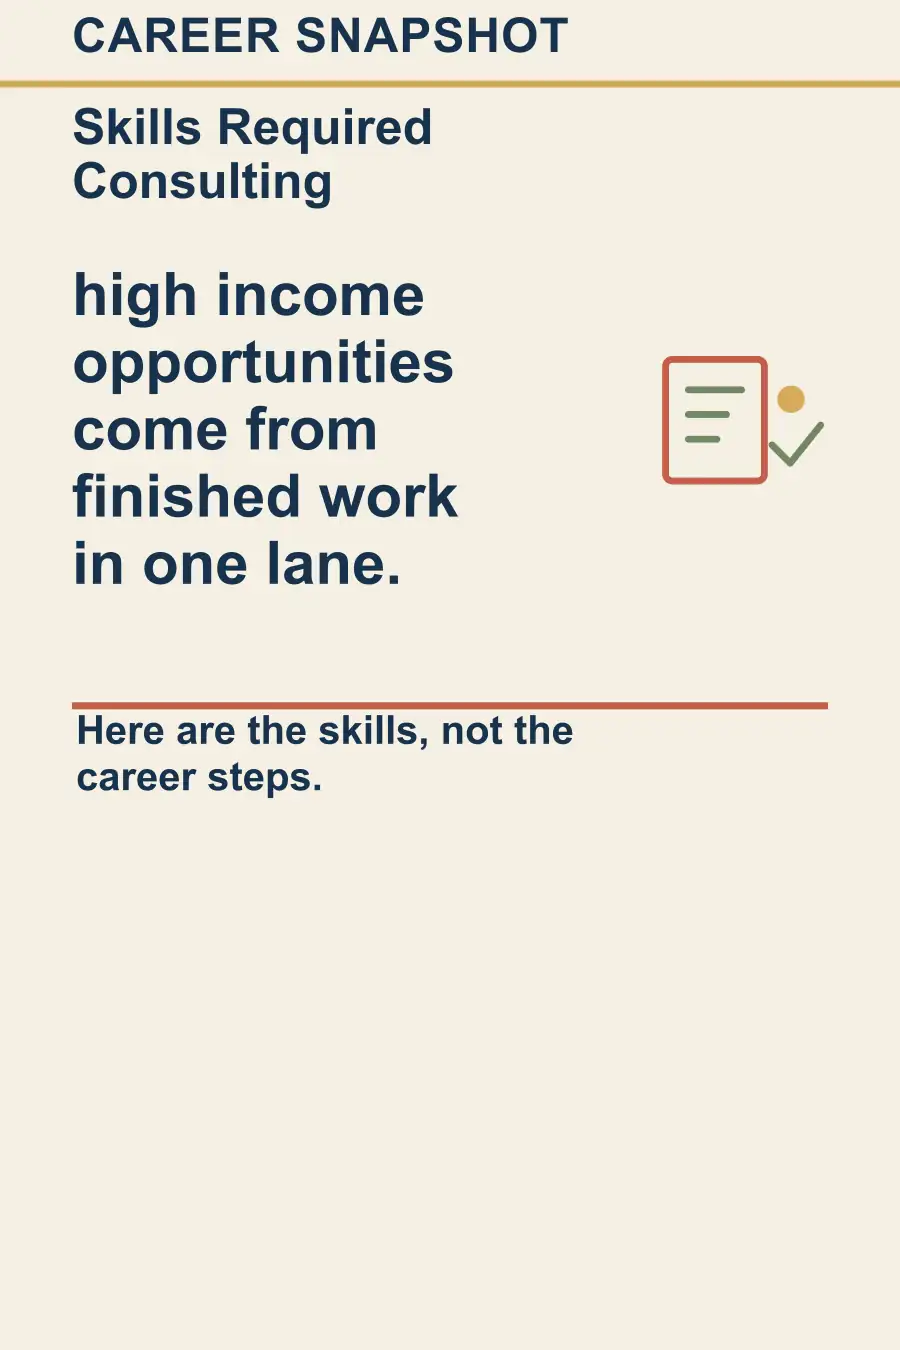 CAREER SNAPSHOT
Skills Required
Consulting
high income
opportunities
come from
finished work
in one lane.
Here are the skills, not the
career steps.